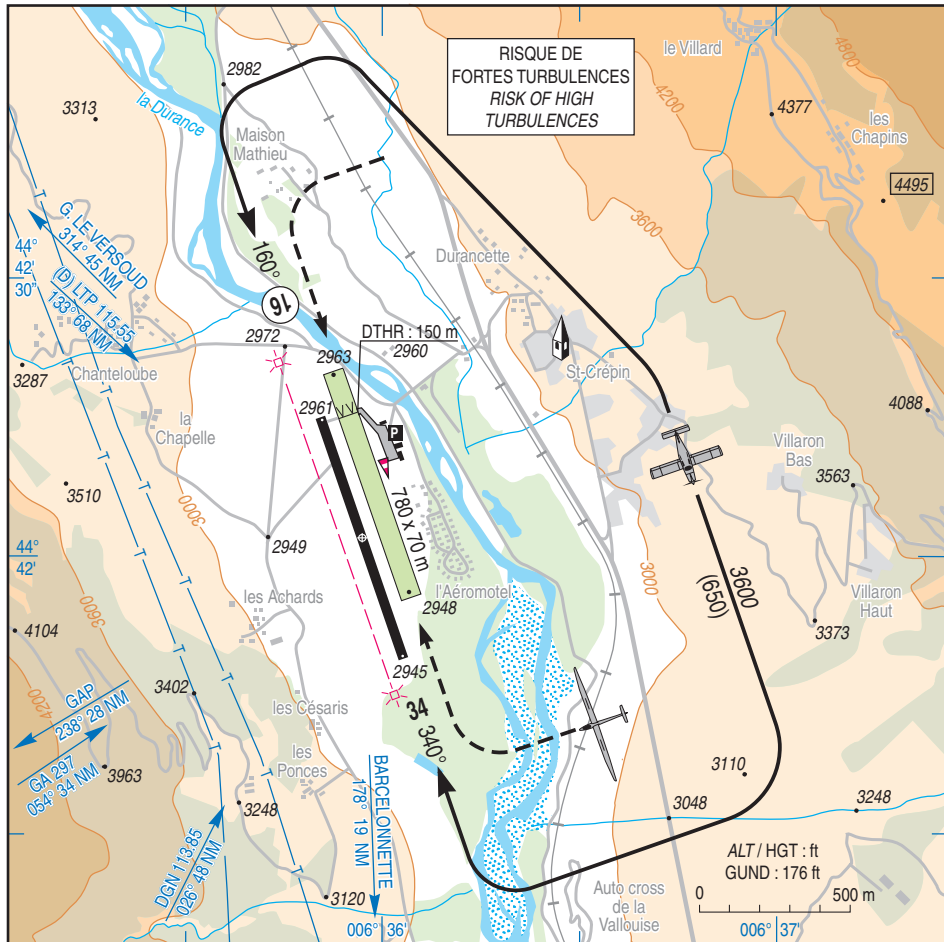 RISQUE DE
FORTES TURBULENCES
RISK OF HIGH
TURBULENCES
le Villard
4800
4200
4377
les
Chapins
4495
2982
3313
la Durance
Maison
Mathieu
3600
G. LE VERSOUD
314° 45 NM
(D) LTP 115.55
133° 68 NM
44°
42'
30"
160°
16
Durancette
DTHR : 150 m
2960
2972
2963
St-Crépin
3287
Chanteloube
2961
P
la
Chapelle
4088
Villaron
Bas
3563
3510
3000
780 x 70 m
2949
44°
42'
3000
3600
(650)
l'Aéromotel
2948
les Achards
Villaron
Haut
3373
4104
3600
2945
4200
3402
GAP
238° 28 NM
GA 297
054° 34 NM
34
340°
les Césaris
les
Ponces
3963
3110
3248
3048
3248
BARCELONNETTE
178° 19 NM
DGN 113.85
026° 48 NM
ALT / HGT : ft
GUND : 176 ft
0
500 m
3120
Auto cross
de la
Vallouise
006° 36'
006° 37'